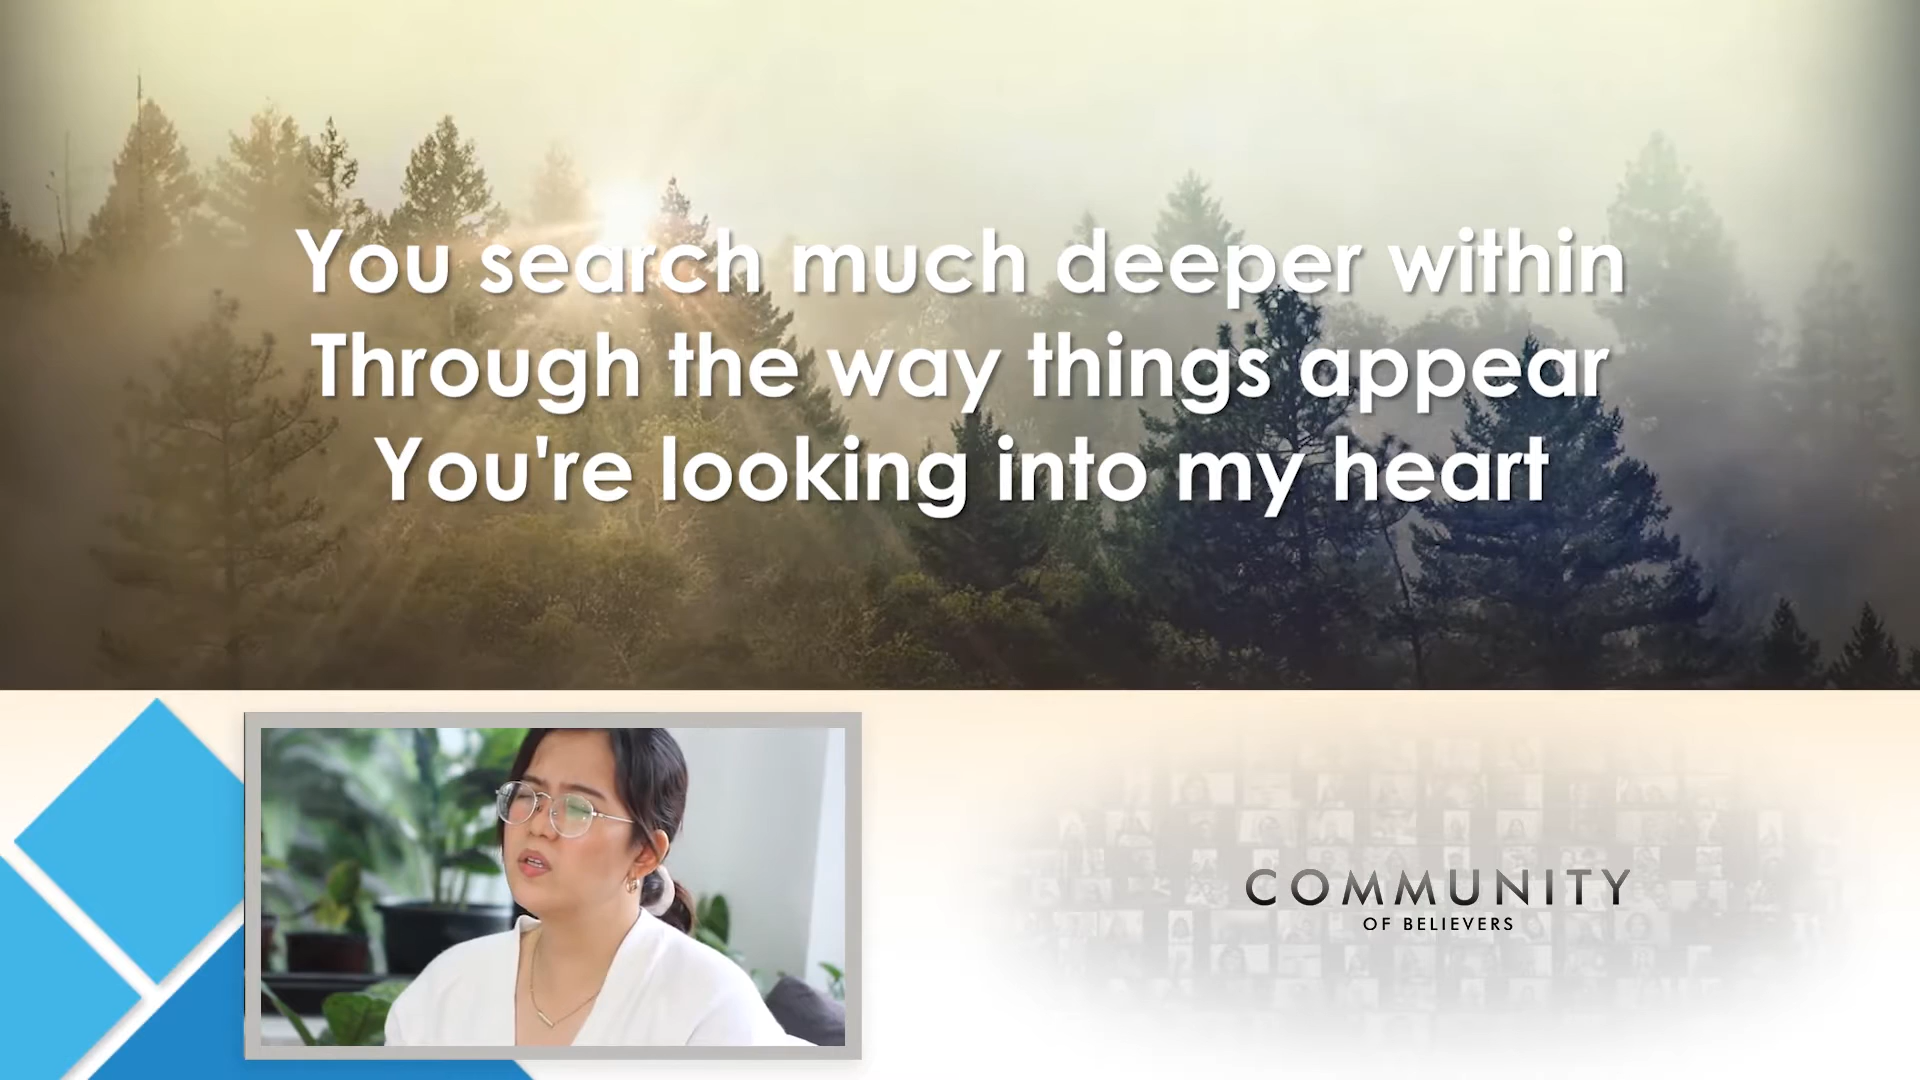 You search much deeper within
Through the way things appear
You're looking into my heart
COMMUNITY
OF BELIEVERS